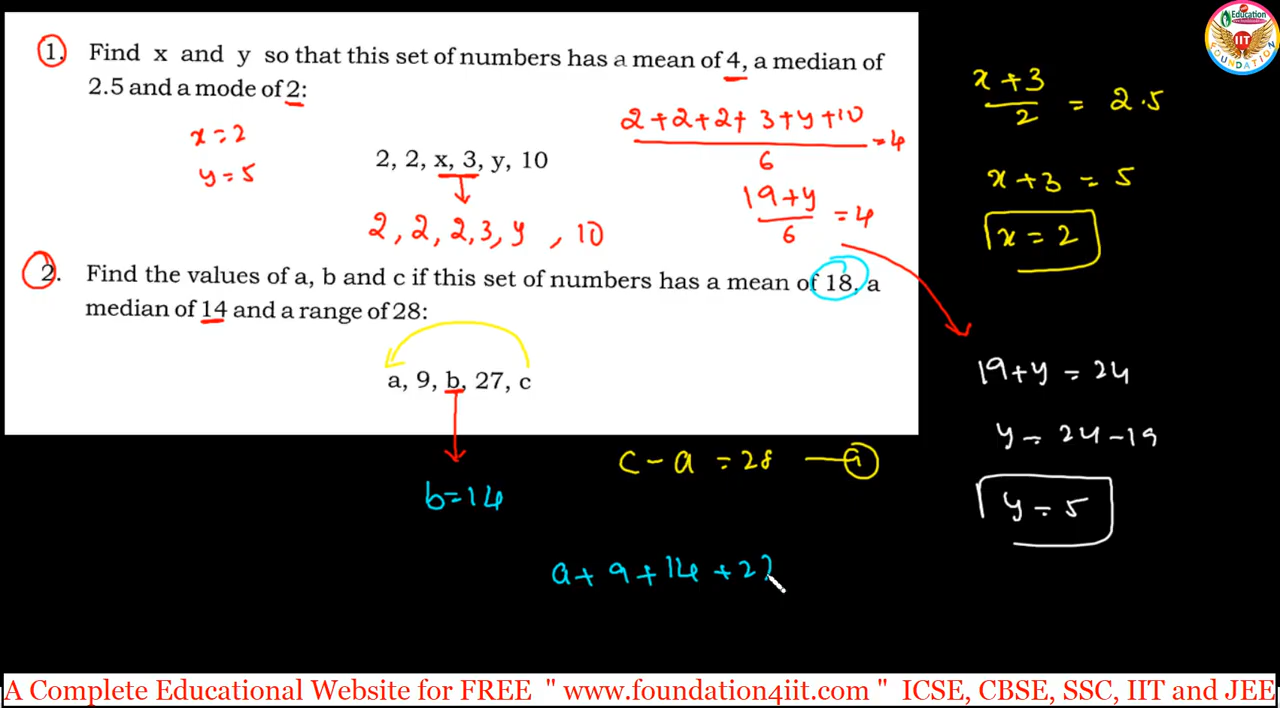 1. Find x and y so that this set of numbers has a mean of 4, a median of
2.5 and a mode of 2:
x = 2
y = 5
2, 2, x, 3, y, 10
2, 2, 2, 3, y , 10
2+2+2+3+y+10
6
=4
19+y
6
=4
2. Find the values of a, b and c if this set of numbers has a mean of 18, a
median of 14 and a range of 28:
a, 9, b, 27, c
b=14
c - a = 28 — 1
a + 9 + 14 + 27
x + 3
2
= 2.5
x + 3 = 5
x = 2
19 + y = 24
y = 24 - 19
y = 5
Education
IIT
FOUNDATION
A Complete Educational Website for FREE " www.foundation4iit.com " ICSE, CBSE, SSC, IIT and JEE